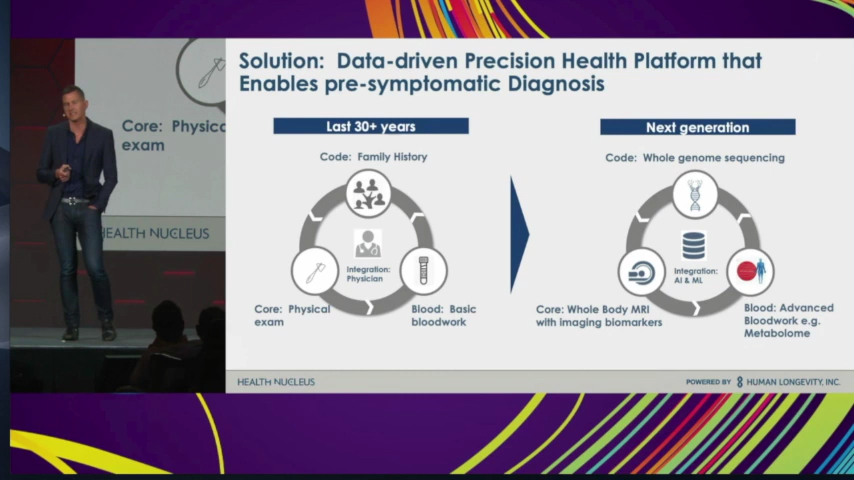 Core: Physica
exam
HEALTH NUCLEUS
Solution: Data-driven Precision Health Platform that
Enables pre-symptomatic Diagnosis
Last 30+ years
Code: Family History
Integration:
Physician
Core: Physical
exam
Blood: Basic
bloodwork
Next generation
Code: Whole genome sequencing
Integration:
AI & ML
Core: Whole Body MRI
with imaging biomarkers
Blood: Advanced
Bloodwork e.g.
Metabolome
HEALTH NUCLEUS
POWERED BY HUMAN LONGEVITY, INC.